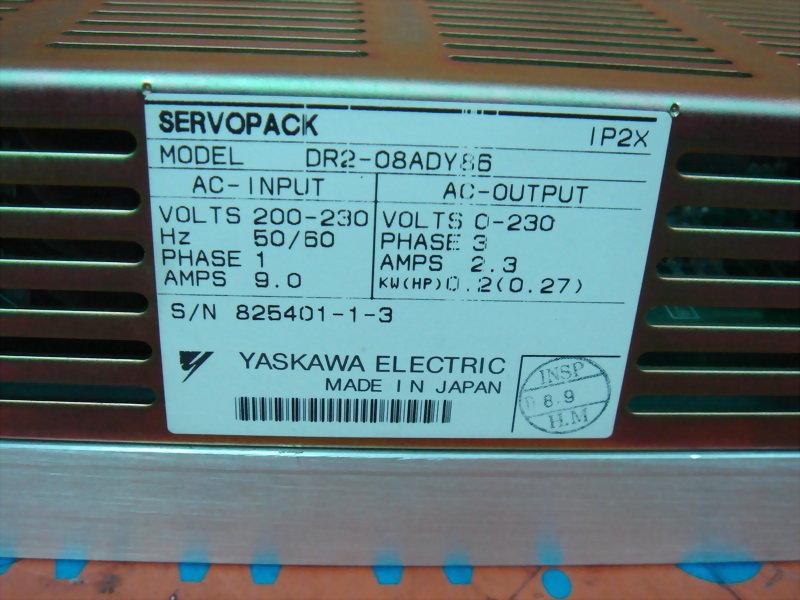 SERVOPACK
IP2X
MODEL DR2-08ADY86
AC-INPUT
VOLTS 200-230
Hz 50/60
PHASE 1
AMPS 9.0
AC-OUTPUT
VOLTS 0-230
PHASE 3
AMPS 2.3
KW(HP) 0.2(0.27)
S/N 825401-1-3
YASKAWA ELECTRIC
MADE IN JAPAN
INSP
D 8.9
H.M